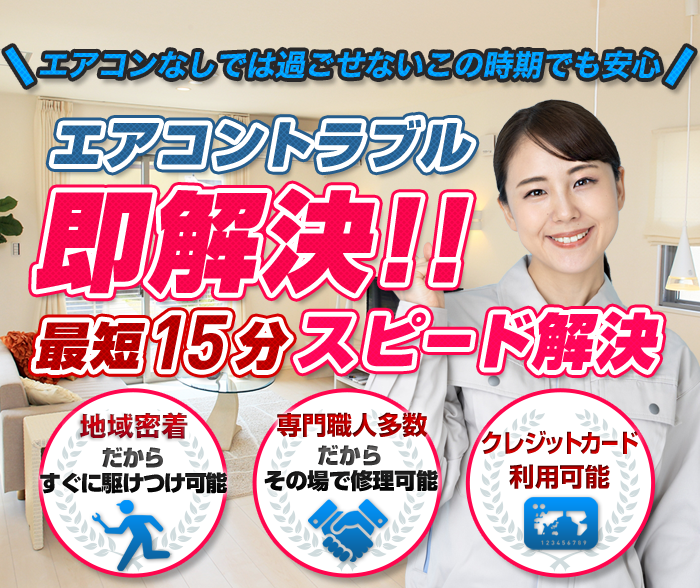 エアコンなしでは過ごせないこの時期でも安心
エアコントラブル
即解決!!
最短15分スピード解決
地域密着
だから
すぐに駆けつけ可能
専門職人多数
だから
その場で修理可能
クレジットカード
利用可能
123456789